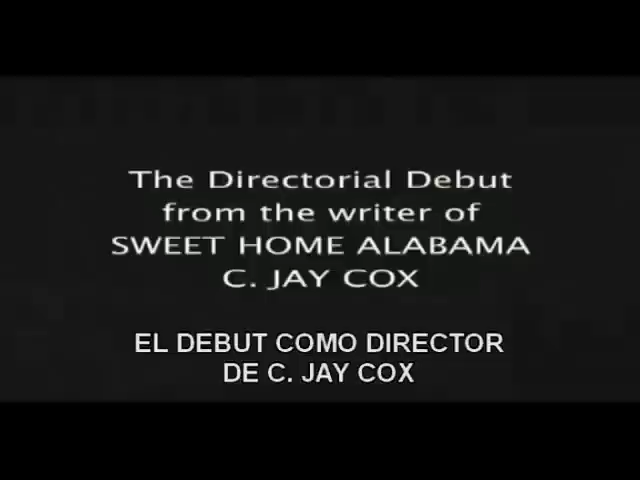 The Directorial Debut
from the writer of
SWEET HOME ALABAMA
C. JAY COX
EL DEBUT COMO DIRECTOR
DE C. JAY COX